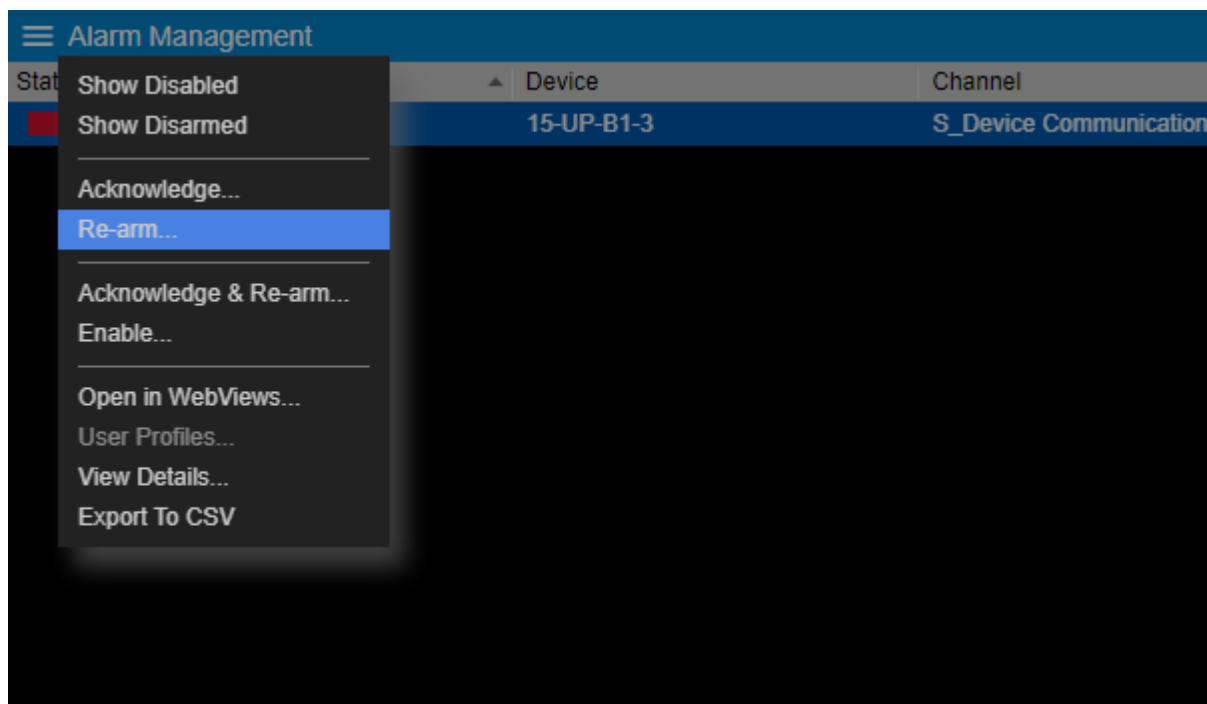 Alarm Management
Stat Device Channel
15-UP-B1-3 S_Device Communication
Show Disabled
Show Disarmed
Acknowledge...
Re-arm...
Acknowledge & Re-arm...
Enable...
Open in WebViews...
User Profiles...
View Details...
Export To CSV